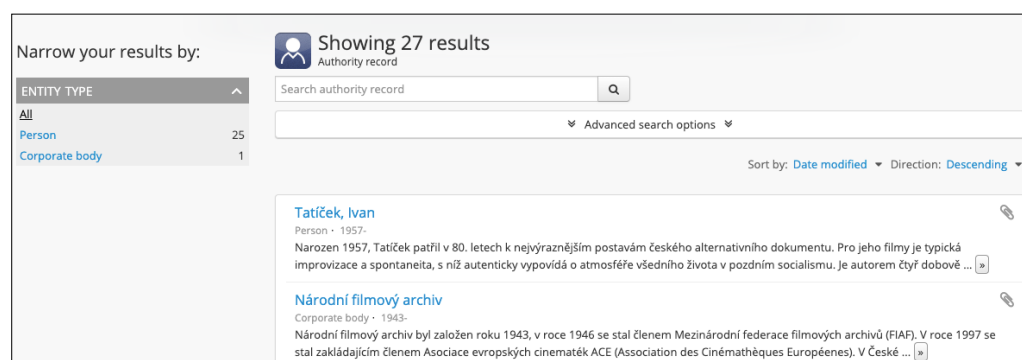 Narrow your results by:
ENTITY TYPE
All
Person 25
Corporate body 1
Showing 27 results
Authority record
Search authority record
Advanced search options
Sort by: Date modified Direction: Descending
Tatíček, Ivan
Person · 1957-
Narozen 1957, Tatíček patřil v 80. letech k nejvýraznějším postavám českého alternativního dokumentu. Pro jeho filmy je typická
improvizace a spontaneita, s níž autenticky vypovídá o atmosféře všedního života v pozdním socialismu. Je autorem čtyř dobově ... »
Národní filmový archiv
Corporate body · 1943-
Národní filmový archiv byl založen roku 1943, v roce 1946 se stal členem Mezinárodní federace filmových archivů (FIAF). V roce 1997 se
stal zakládajícím členem Asociace evropských cinematék ACE (Association des Cinémathèques Européenes). V České ... »